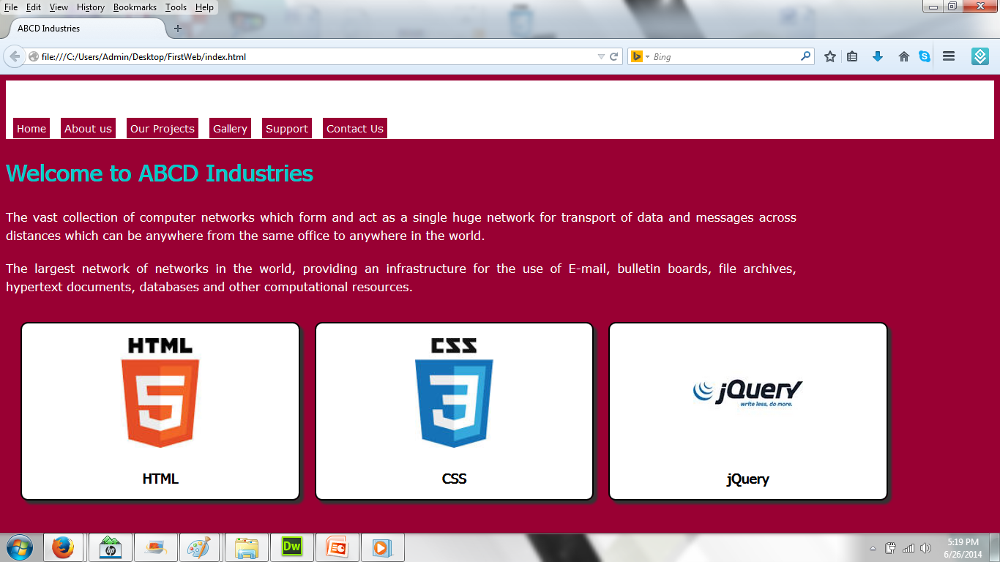 File Edit View History Bookmarks Tools Help
ABCD Industries
file:///C:/Users/Admin/Desktop/FirstWeb/index.html
Bing
Home About us Our Projects Gallery Support Contact Us
Welcome to ABCD Industries
The vast collection of computer networks which form and act as a single huge network for transport of data and messages across
distances which can be anywhere from the same office to anywhere in the world.
The largest network of networks in the world, providing an infrastructure for the use of E-mail, bulletin boards, file archives,
hypertext documents, databases and other computational resources.
HTML
5
HTML
CSS
3
CSS
jQuery
write less, do more.
jQuery
hp
Dw
5:19 PM
6/26/2014